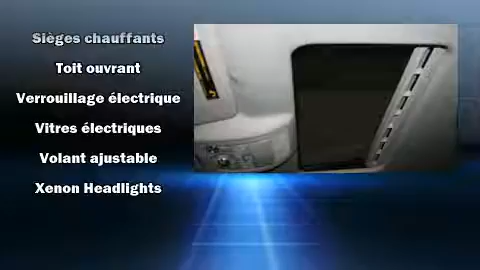 Sièges chauffants
Toit ouvrant
Verrouillage électrique
Vitres électriques
Volant ajustable
Xenon Headlights